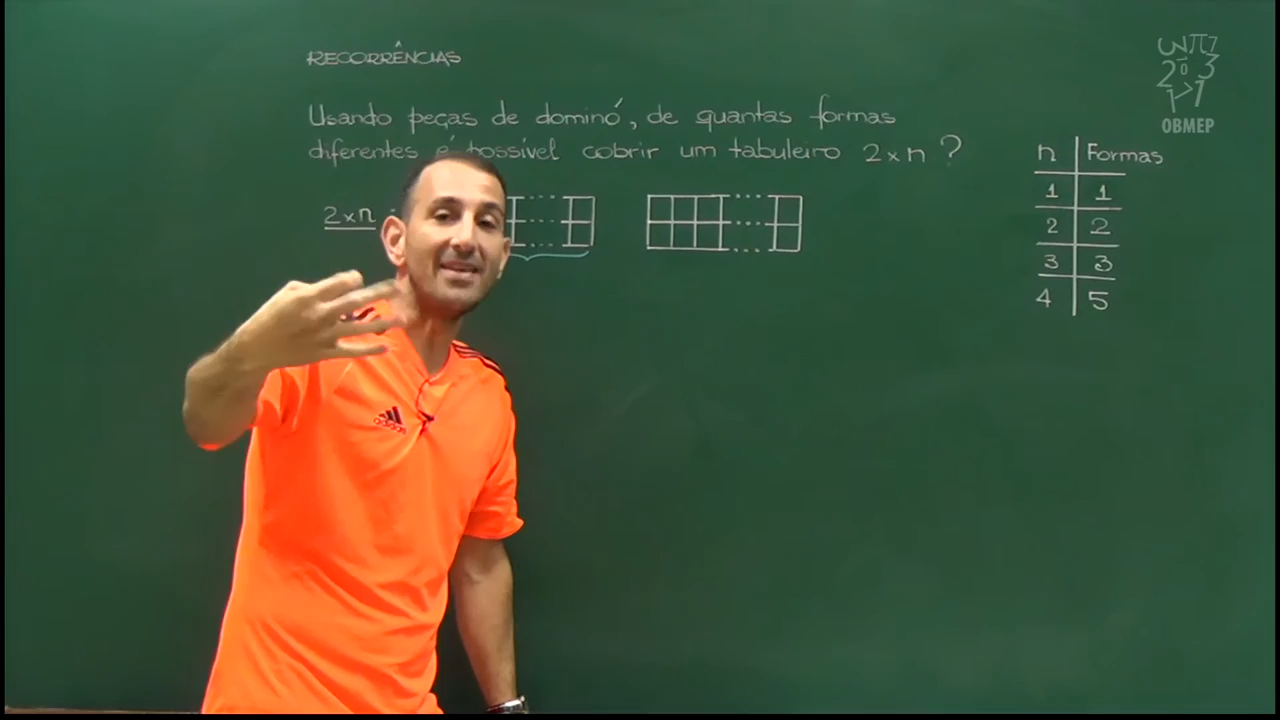 RECORRÊNCIAS
Usando peças de dominó, de quantas formas
diferentes é possível cobrir um tabuleiro 2×n ?
2×n
n Formas
1 1
2 2
3 3
4 5
OBMEP
adidas